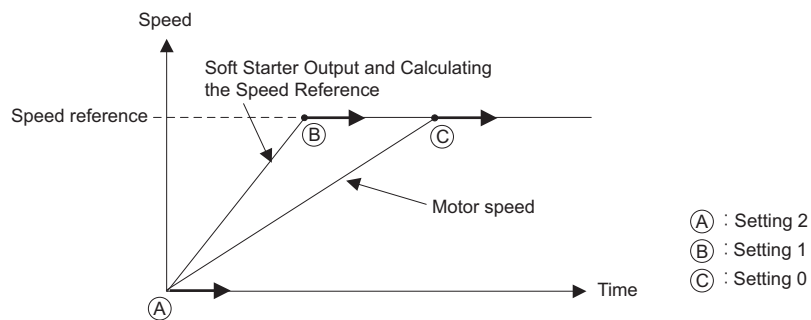 Speed
Soft Starter Output and Calculating
the Speed Reference
Speed reference
B
C
Motor speed
A : Setting 2
B : Setting 1
C : Setting 0
Time
A